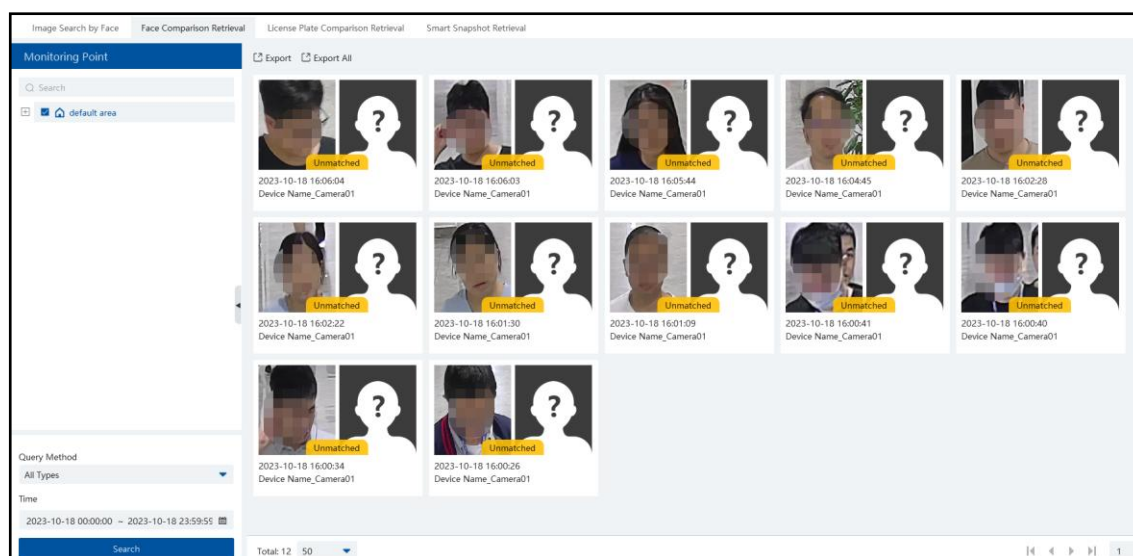 Image Search by Face Face Comparison Retrieval License Plate Comparison Retrieval Smart Snapshot Retrieval
Monitoring Point
Export Export All
Search
default area
? ? ? ? ?
Unmatched Unmatched Unmatched Unmatched Unmatched
2023-10-18 16:06:04 2023-10-18 16:06:03 2023-10-18 16:05:44 2023-10-18 16:04:45 2023-10-18 16:02:28
Device Name_Camera01 Device Name_Camera01 Device Name_Camera01 Device Name_Camera01 Device Name_Camera01
? ? ? ? ?
Unmatched Unmatched Unmatched Unmatched Unmatched
2023-10-18 16:02:22 2023-10-18 16:01:30 2023-10-18 16:01:09 2023-10-18 16:00:41 2023-10-18 16:00:40
Device Name_Camera01 Device Name_Camera01 Device Name_Camera01 Device Name_Camera01 Device Name_Camera01
? ?
Unmatched Unmatched
2023-10-18 16:00:34 2023-10-18 16:00:26
Device Name_Camera01 Device Name_Camera01
Query Method
All Types
Time
2023-10-18 00:00:00 ~ 2023-10-18 23:59:59
Search
Total: 12 50 1